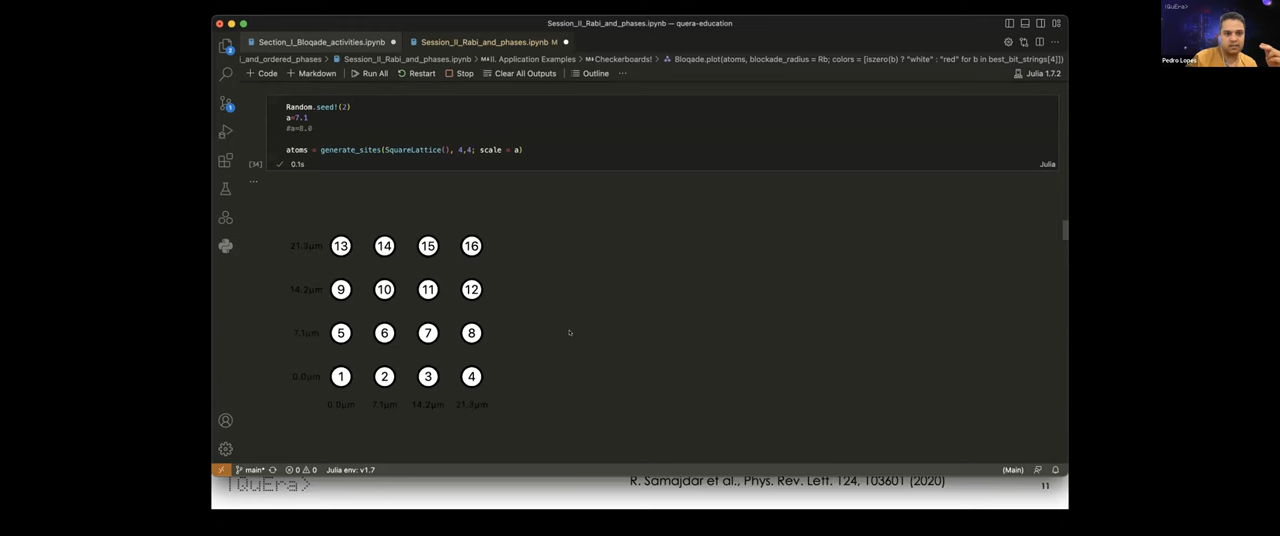 Session_II_Rabi_and_phases.ipynb — quera-education
|QuEra⟩
Pedro Lopes
Section_I_Bloqade_activities.ipynb
Session_II_Rabi_and_phases.ipynb M
i_and_ordered_phases > Session_II_Rabi_and_phases.ipynb > M↓ II. Application Examples > M↓ Checkerboards! > Bloqade.plot(atoms, blockade_radius = Rb; colors = [iszero(b) ? "white" : "red" for b in best_bit_strings[4]])
+ Code + Markdown Run All Restart Stop Clear All Outputs Outline ... Julia 1.7.2
Random.seed!(2)
a=7.1
#a=8.0
atoms = generate_sites(SquareLattice(), 4,4; scale = a)
[34] ✓ 0.1s Julia
...
21.3μm 13 14 15 16
14.2μm 9 10 11 12
7.1μm 5 6 7 8
0.0μm 1 2 3 4
0.0μm 7.1μm 14.2μm 21.3μm
main* 0 0 Julia env: v1.7 (Main)
|QuEra⟩ R. Samajdar et al., Phys. Rev. Lett. 124, 103601 (2020) 11
2
1